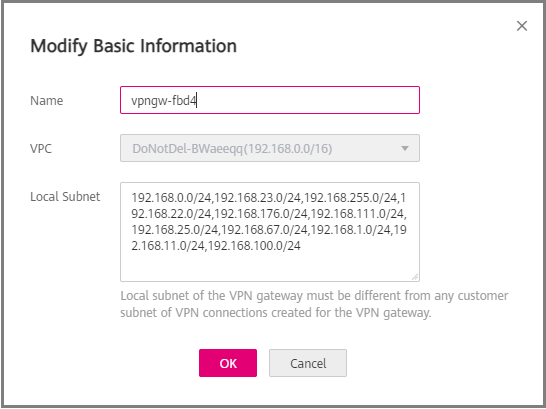 Modify Basic Information
Name
vpngw-fbd4
VPC
DoNotDel-BWaeeqq(192.168.0.0/16)
Local Subnet
192.168.0.0/24,192.168.23.0/24,192.168.255.0/24,1
92.168.22.0/24,192.168.176.0/24,192.168.111.0/24,
192.168.25.0/24,192.168.67.0/24,192.168.1.0/24,19
2.168.11.0/24,192.168.100.0/24
Local subnet of the VPN gateway must be different from any customer
subnet of VPN connections created for the VPN gateway.
OK
Cancel